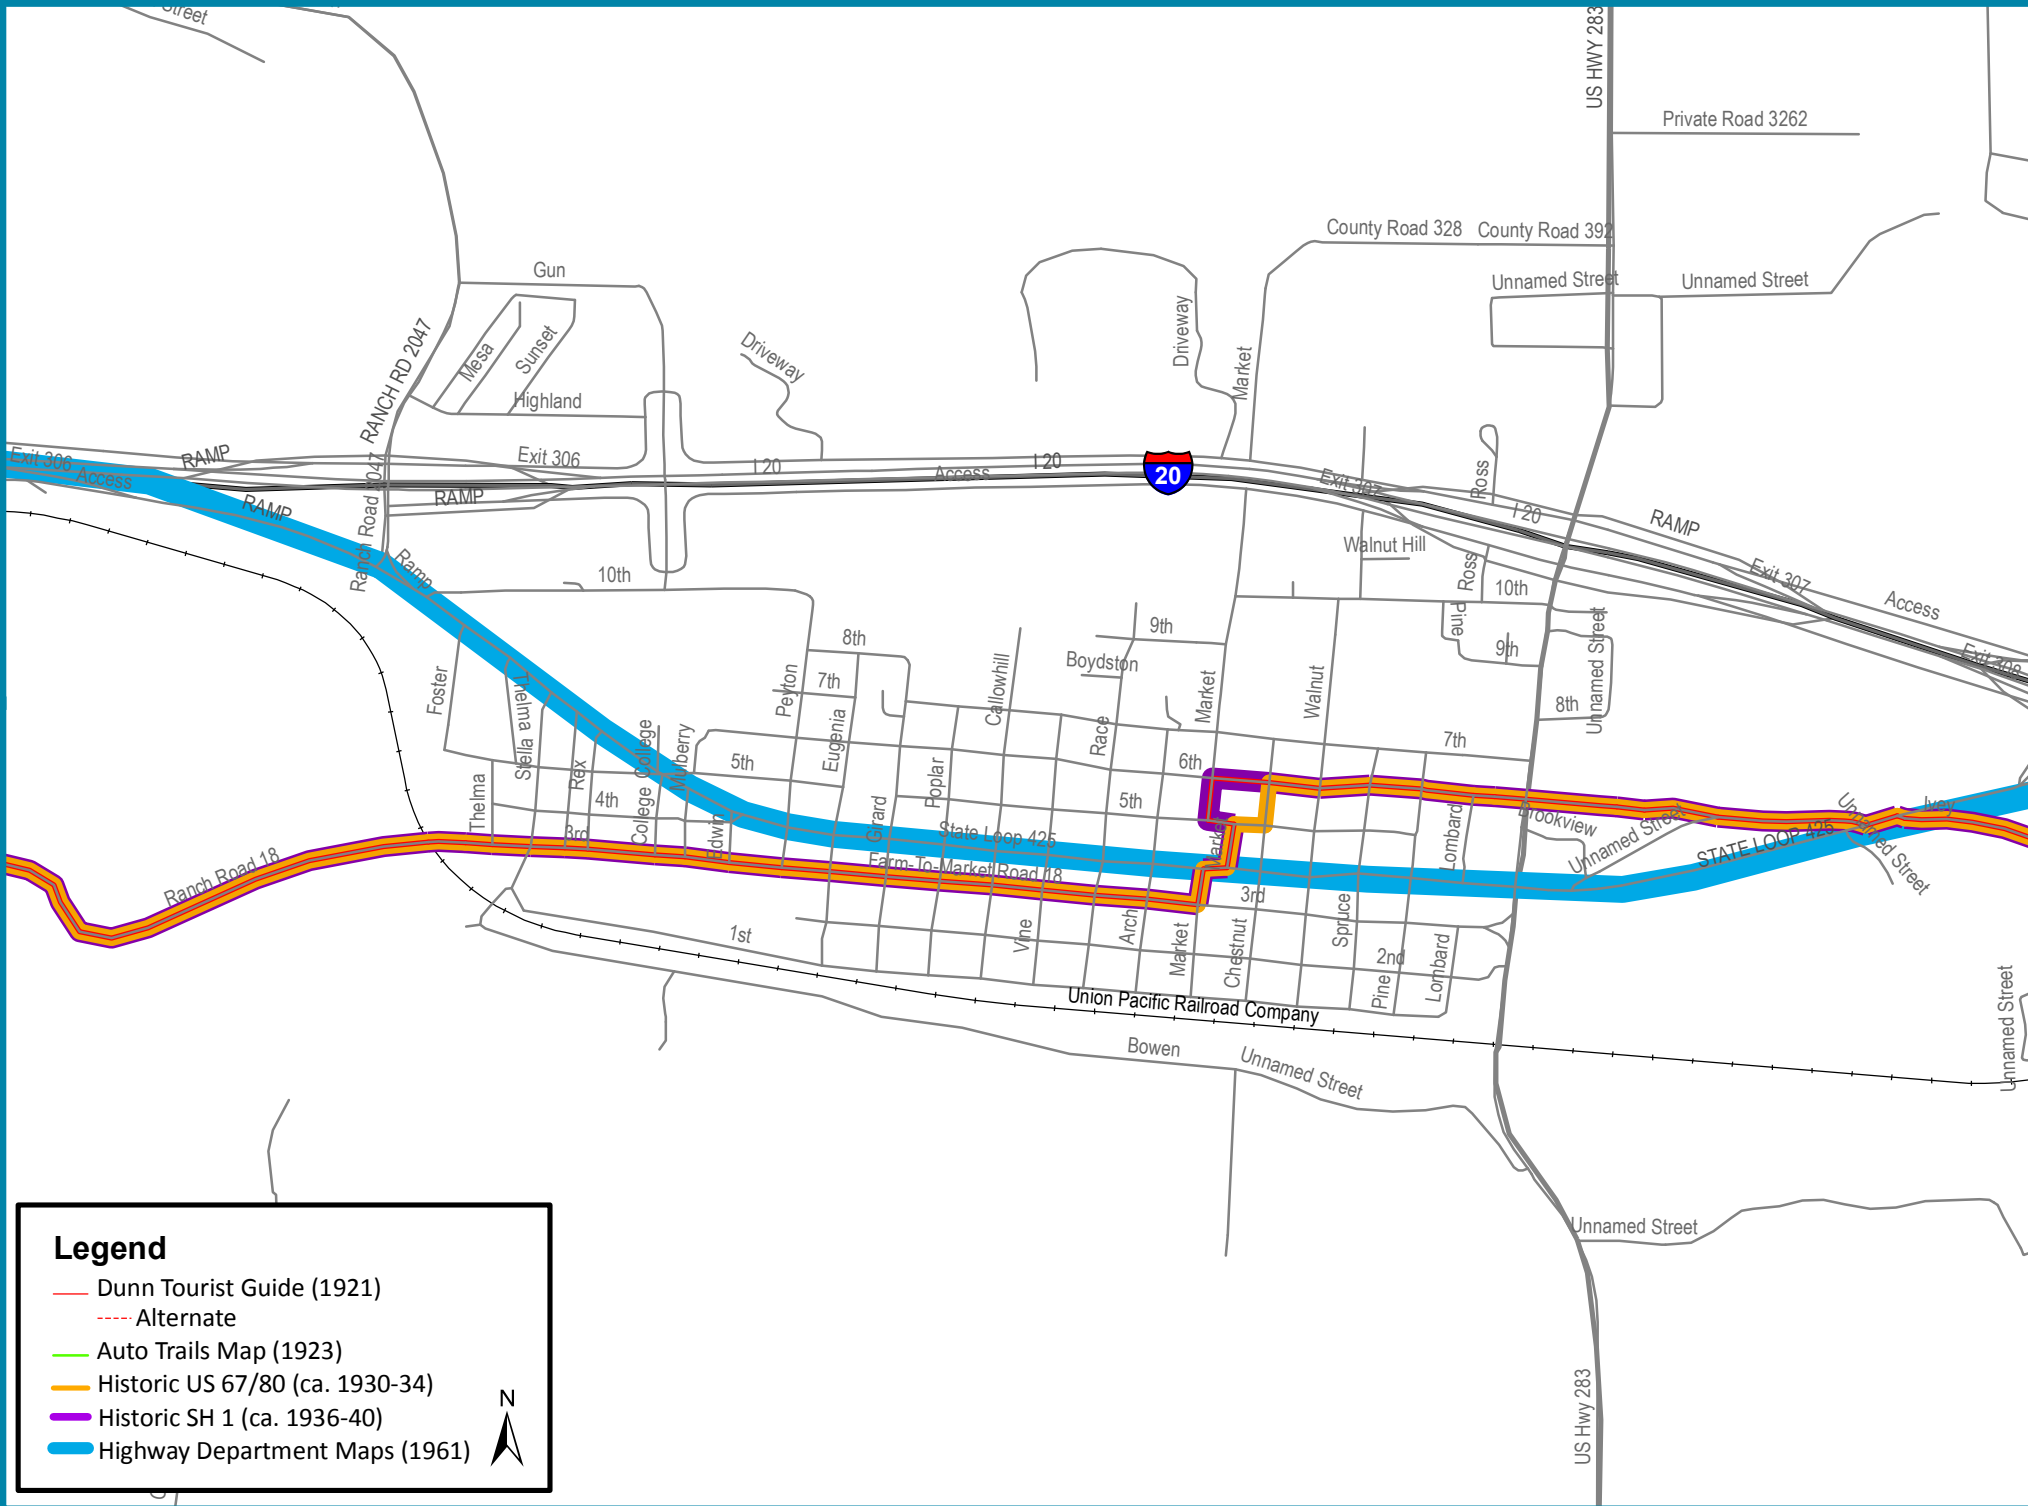 Street
US HWY 283
Private Road 3262
County Road 328
County Road 392
Unnamed Street
Unnamed Street
Gun
Mesa
Sunset
Highland
RANCH RD 2047
Driveway
Driveway
Market
Exit 306
Access
RAMP
RAMP
Exit 306
RAMP
I 20
Access
I 20
20
Exit 307
Ross
I 20
RAMP
Exit 307
Access
Exit 308
Ranch Road 2047
Ramp
10th
Walnut Hill
Ross
10th
Pine
9th
Unnamed Street
8th
9th
Boydston
8th
7th
Peyton
Eugenia
Callowhill
Race
Market
Walnut
7th
Foster
Thelma
Stella
Rex
College
College
Mulberry
5th
4th
3rd
Thelma
Edwin
Girard
Poplar
5th
6th
Market
State Loop 425
Farm-To-Market Road 18
Ranch Road 18
Lombard
Brookview
Unnamed Street
STATE LOOP 425
Unnamed Street
Ivey
3rd
Vine
Arch
Market
Chestnut
Spruce
2nd
Pine
Lombard
1st
Union Pacific Railroad Company
Bowen
Unnamed Street
Unnamed Street
Unnamed Street
US Hwy 283
Legend
Dunn Tourist Guide (1921)
Alternate
Auto Trails Map (1923)
Historic US 67/80 (ca. 1930-34)
Historic SH 1 (ca. 1936-40)
Highway Department Maps (1961)
N